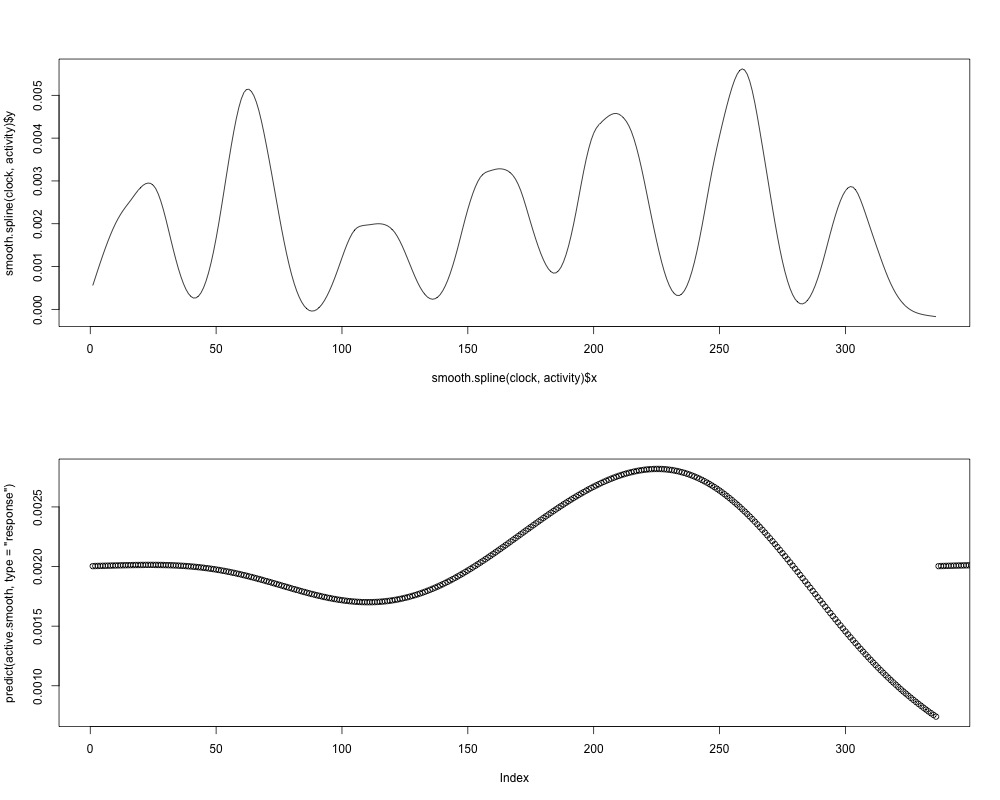 smooth.spline(clock, activity)$y
0.005
0.004
0.003
0.002
0.001
0.000
0 50 100 150 200 250 300
smooth.spline(clock, activity)$x
predict(active.smooth, type = "response")
0.0025
0.0020
0.0015
0.0010
0 50 100 150 200 250 300
Index